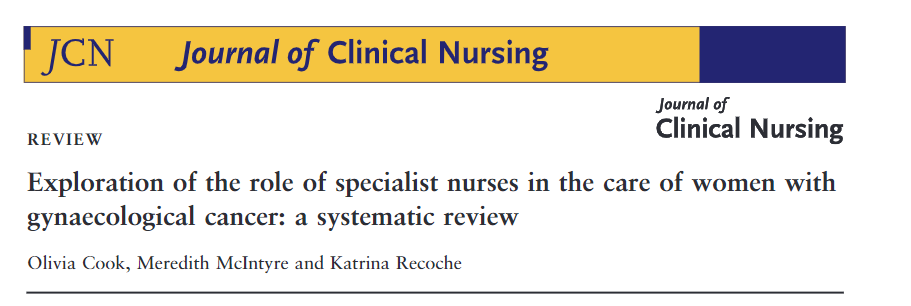 JCN Journal of Clinical Nursing
Journal of
Clinical Nursing
REVIEW
Exploration of the role of specialist nurses in the care of women with
gynaecological cancer: a systematic review
Olivia Cook, Meredith McIntyre and Katrina Recoche